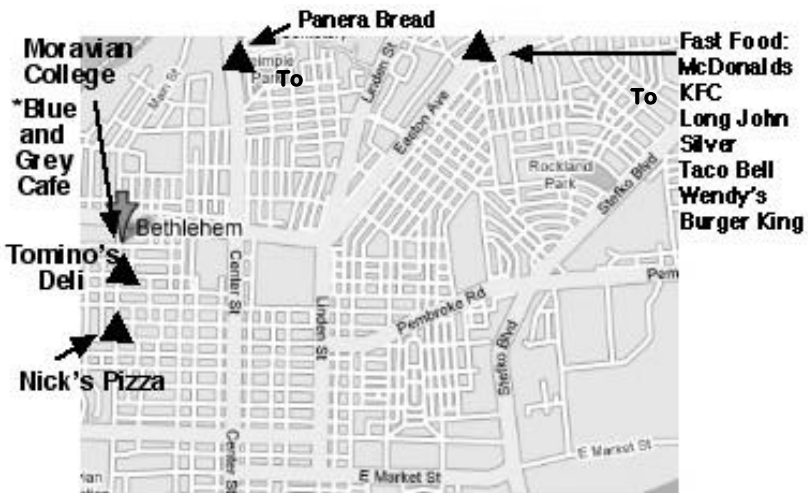 Panera Bread
Moravian
College
*Blue
and
Grey
Cafe
Fast Food:
McDonalds
KFC
Long John
Silver
Taco Bell
Wendy's
Burger King
To
To
Main St
Park
Linden St
Easton Ave
Rockland
Park
Stefko Blvd
Bethlehem
Tomino's
Deli
Center St
Linden St
Pembroke Rd
Pem
Stefko Blvd
Nick's Pizza
Center St
E Market St
E Market St